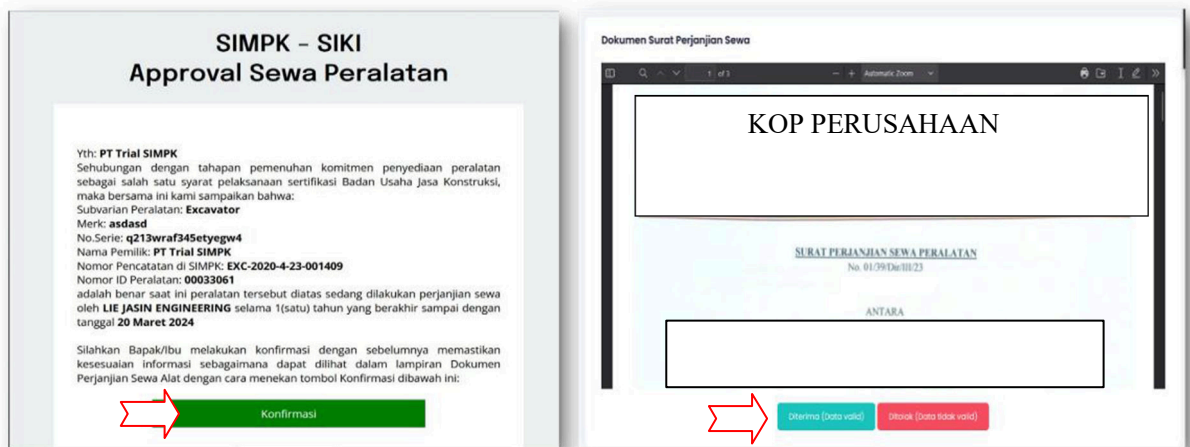 SIMPK – SIKI
Approval Sewa Peralatan
Yth: PT Trial SIMPK
Sehubungan dengan tahapan pemenuhan komitmen penyediaan peralatan
sebagai salah satu syarat pelaksanaan sertifikasi Badan Usaha Jasa Konstruksi,
maka bersama ini kami sampaikan bahwa:
Subvarian Peralatan: Excavator
Merk: asdasd
No.Serie: q213wraf345etyegw4
Nama Pemilik: PT Trial SIMPK
Nomor Pencatatan di SIMPK: EXC-2020-4-23-001409
Nomor ID Peralatan: 00033061
adalah benar saat ini peralatan tersebut diatas sedang dilakukan perjanjian sewa
oleh LIE JASIN ENGINEERING selama 1(satu) tahun yang berakhir sampai dengan
tanggal 20 Maret 2024
Silahkan Bapak/Ibu melakukan konfirmasi dengan sebelumnya memastikan
kesesuaian informasi sebagaimana dapat dilihat dalam lampiran Dokumen
Perjanjian Sewa Alat dengan cara menekan tombol Konfirmasi dibawah ini:
Konfirmasi
Dokumen Surat Perjanjian Sewa
1 of 3
Automatic Zoom
KOP PERUSAHAAN
SURAT PERJANJIAN SEWA PERALATAN
No. 01/39/Dir/III/23
ANTARA
Diterima (Data valid)
Ditolak (Data tidak valid)